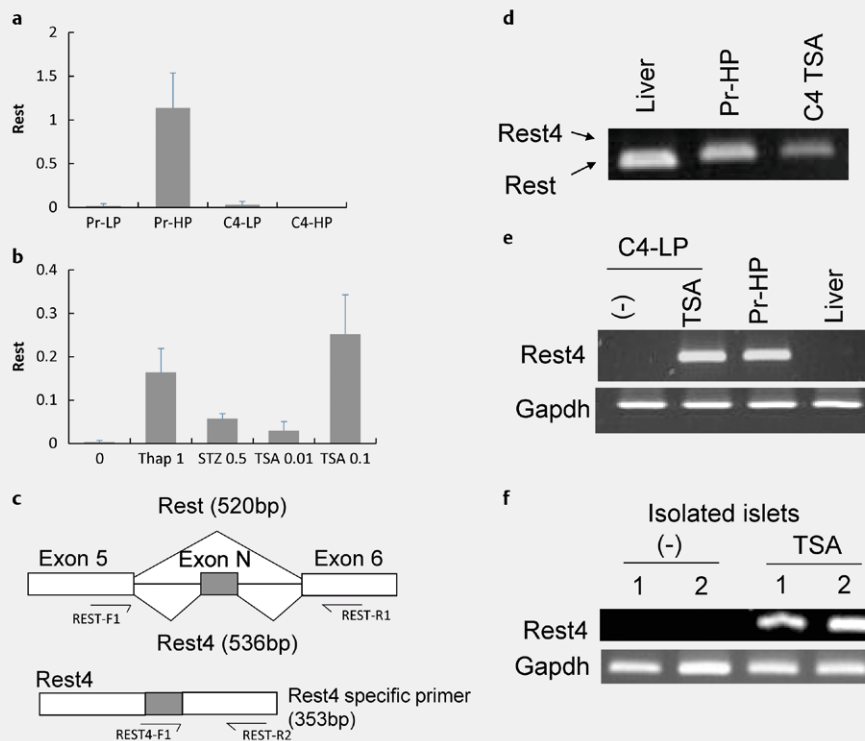 a
Rest
2
1.5
1
0.5
0
Pr-LP Pr-HP C4-LP C4-HP
b
Rest
0.4
0.3
0.2
0.1
0
0 Thap 1 STZ 0.5 TSA 0.01 TSA 0.1
c
Rest (520bp)
Exon 5 Exon N Exon 6
REST-F1 REST-R1
Rest4 (536bp)
Rest4
Rest4 specific primer
(353bp)
REST4-F1 REST-R2
d
Liver Pr-HP C4 TSA
Rest4
Rest
e
C4-LP
(-) TSA Pr-HP Liver
Rest4
Gapdh
f
Isolated islets
(-) TSA
1 2 1 2
Rest4
Gapdh